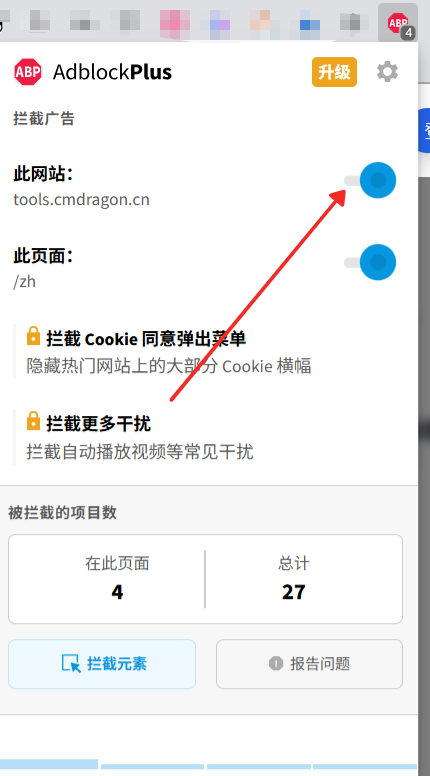 ABP
4
ABP AdblockPlus
升级
拦截广告
此网站：
tools.cmdragon.cn
此页面：
/zh
拦截 Cookie 同意弹出菜单
隐藏热门网站上的大部分 Cookie 横幅
拦截更多干扰
拦截自动播放视频等常见干扰
被拦截的项目数
在此页面
4
总计
27
拦截元素
报告问题